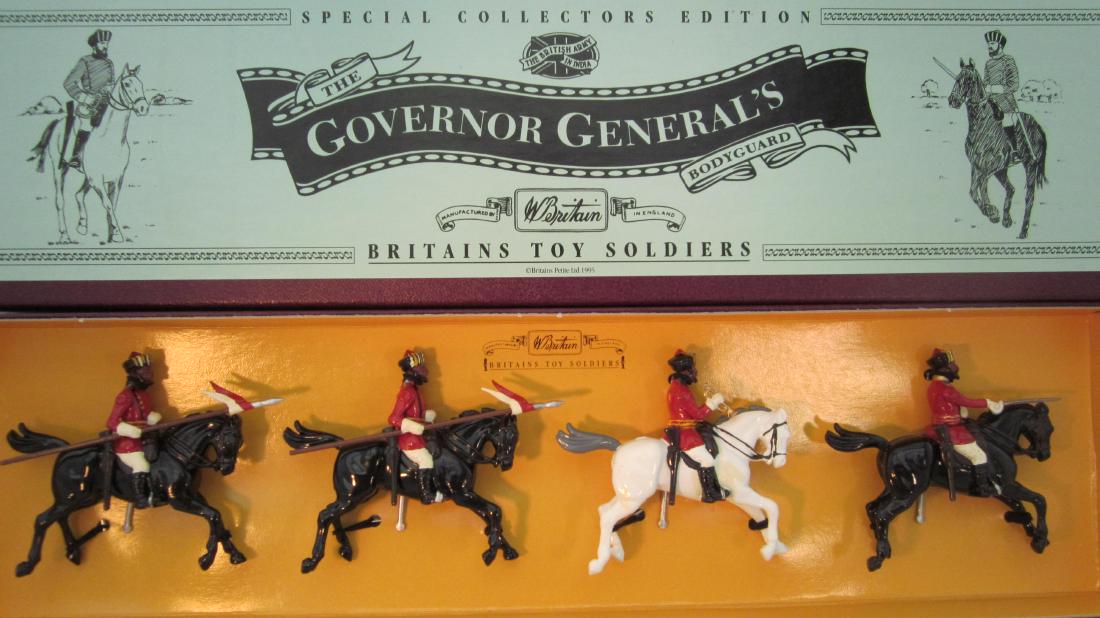 SPECIAL COLLECTORS EDITION
THE BRITISH ARMY
IN INDIA
THE
GOVERNOR GENERAL'S
BODYGUARD
MANUFACTURED BY
W Britain
IN ENGLAND
BRITAINS TOY SOLDIERS
©Britains Petite Ltd 1995
W Britain
BRITAINS TOY SOLDIERS